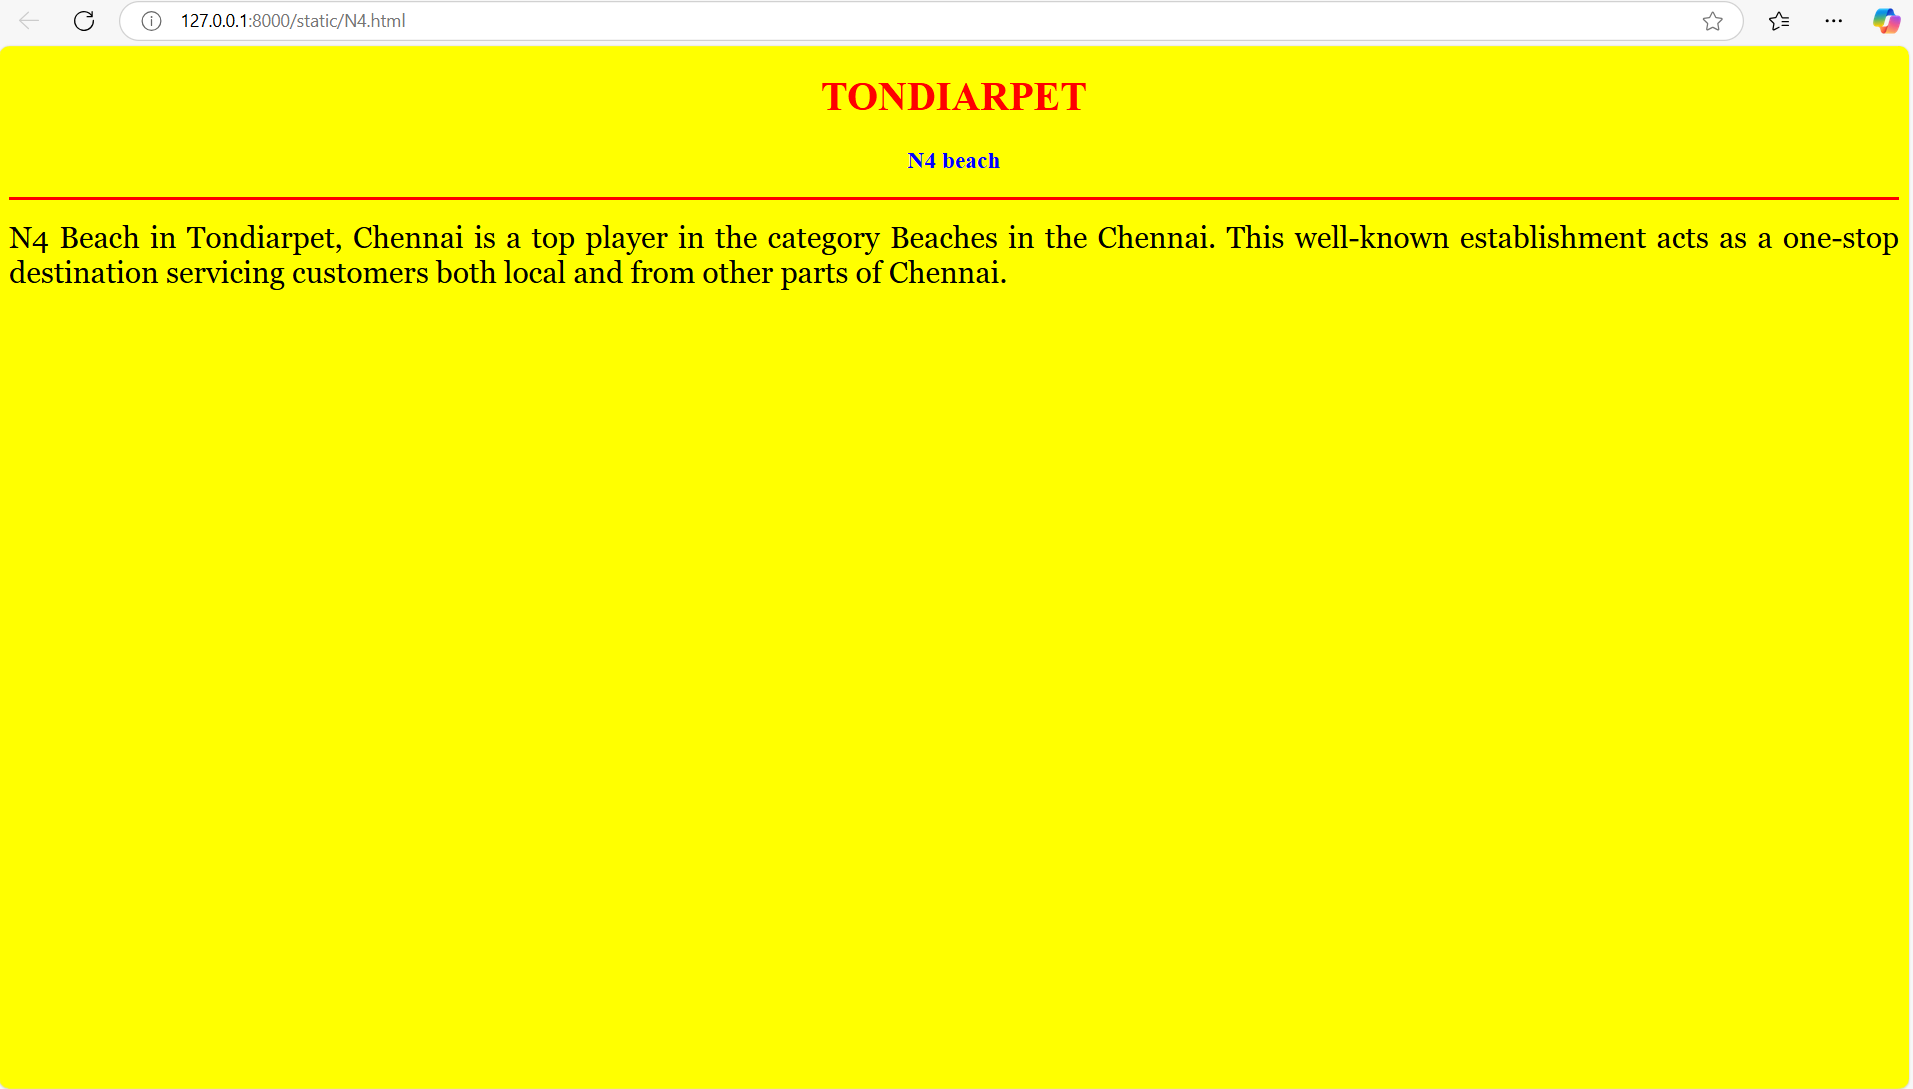 127.0.0.1:8000/static/N4.html
TONDIARPET
N4 beach
N4 Beach in Tondiarpet, Chennai is a top player in the category Beaches in the Chennai. This well-known establishment acts as a one-stop
destination servicing customers both local and from other parts of Chennai.